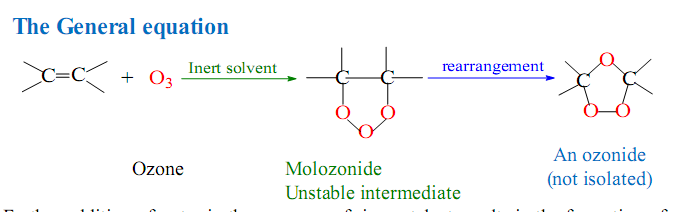 The General equation
C=C + O3 Inert solvent C C rearrangement O C C
O O O O O
Ozone Molozonide An ozonide
Unstable intermediate (not isolated)